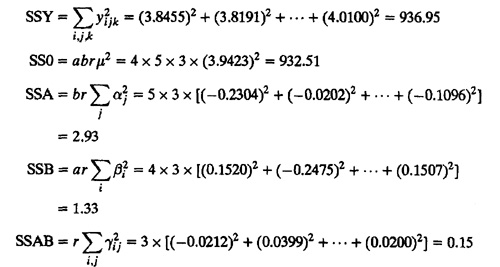 SSY = ∑ y²ᵢⱼₖ = (3.8455)² + (3.8191)² + ⋯ + (4.0100)² = 936.95
i,j,k
SS0 = abrμ² = 4 × 5 × 3 × (3.9423)² = 932.51
SSA = br ∑ α²ⱼ = 5 × 3 × [(−0.2304)² + (−0.0202)² + ⋯ + (−0.1096)²]
j
= 2.93
SSB = ar ∑ β²ᵢ = 4 × 3 × [(0.1520)² + (−0.2475)² + ⋯ + (0.1507)²]
i
= 1.33
SSAB = r ∑ γ²ᵢⱼ = 3 × [(−0.0212)² + (0.0399)² + ⋯ + (0.0200)²] = 0.15
i,j